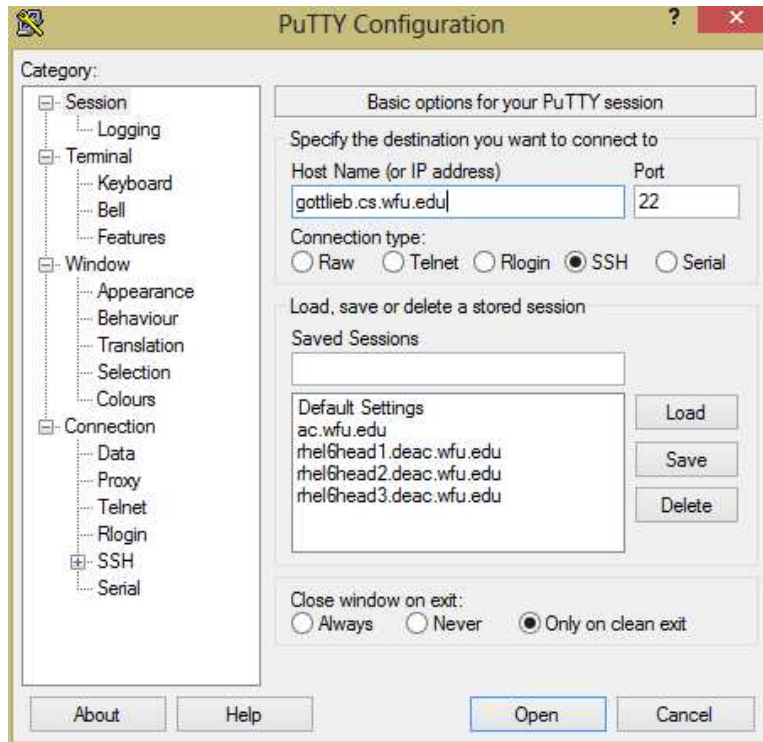 PuTTY Configuration
?
Category:
Session
Logging
Terminal
Keyboard
Bell
Features
Window
Appearance
Behaviour
Translation
Selection
Colours
Connection
Data
Proxy
Telnet
Rlogin
SSH
Serial
Basic options for your PuTTY session
Specify the destination you want to connect to
Host Name (or IP address) Port
gottlieb.cs.wfu.edu 22
Connection type:
Raw Telnet Rlogin SSH Serial
Load, save or delete a stored session
Saved Sessions
Default Settings
ac.wfu.edu
rhel6head1.deac.wfu.edu
rhel6head2.deac.wfu.edu
rhel6head3.deac.wfu.edu
Load
Save
Delete
Close window on exit:
Always Never Only on clean exit
About Help Open Cancel